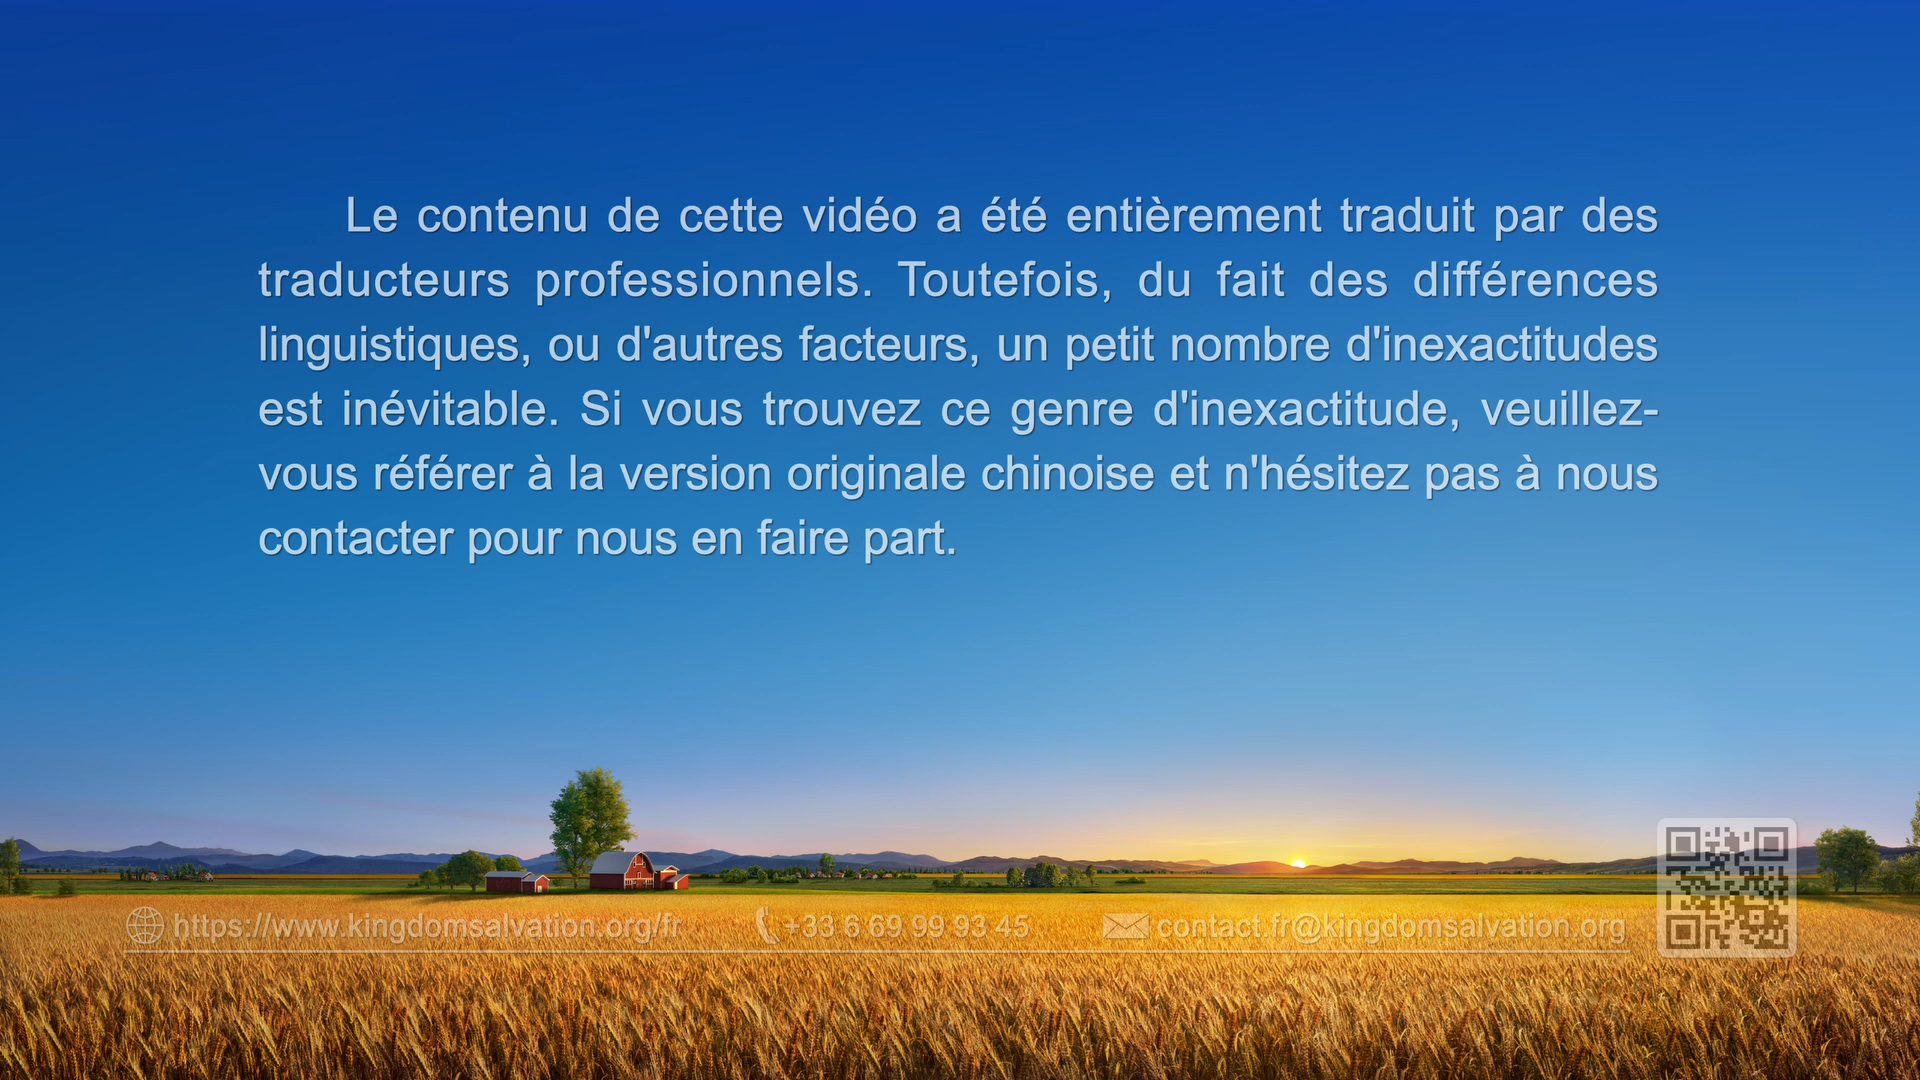 Le contenu de cette vidéo a été entièrement traduit par des
traducteurs professionnels. Toutefois, du fait des différences
linguistiques, ou d'autres facteurs, un petit nombre d'inexactitudes
est inévitable. Si vous trouvez ce genre d'inexactitude, veuillez-
vous référer à la version originale chinoise et n'hésitez pas à nous
contacter pour nous en faire part.
https://www.kingdomsalvation.org/fr +33 6 69 99 93 45 contact.fr@kingdomsalvation.org